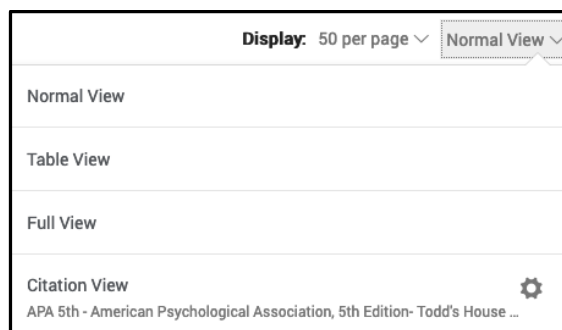 Display: 50 per page Normal View
Normal View
Table View
Full View
Citation View
APA 5th - American Psychological Association, 5th Edition- Todd's House ...